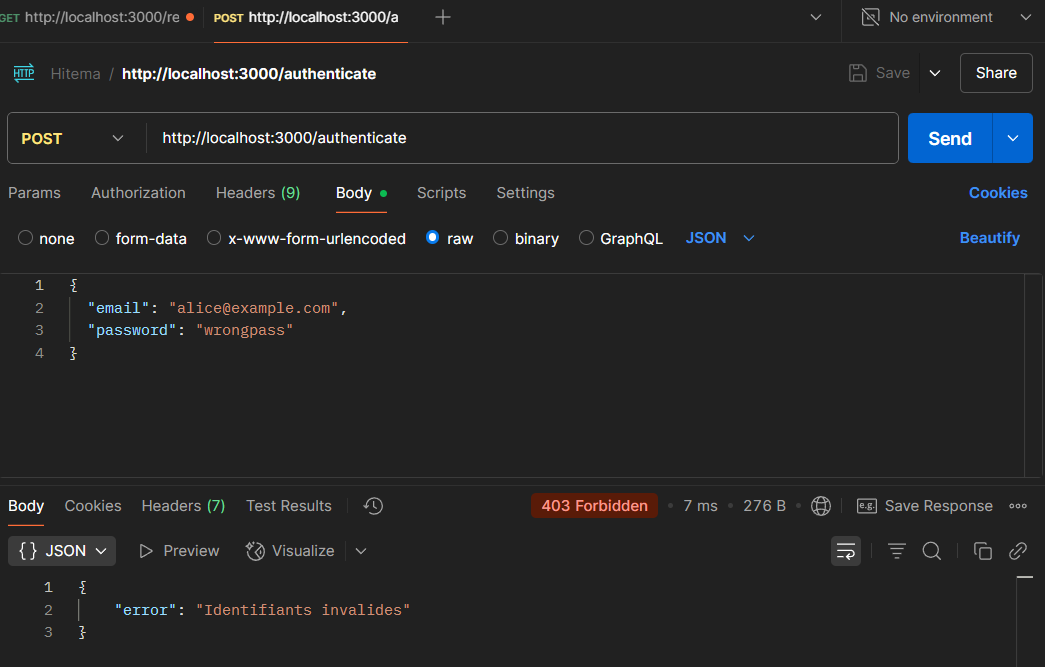 GET http://localhost:3000/re POST http://localhost:3000/a No environment
HTTP Hitema / http://localhost:3000/authenticate Save Share
POST http://localhost:3000/authenticate Send
Params Authorization Headers (9) Body Scripts Settings Cookies
none form-data x-www-form-urlencoded raw binary GraphQL JSON Beautify
1 {
2 "email": "alice@example.com",
3 "password": "wrongpass"
4 }
Body Cookies Headers (7) Test Results 403 Forbidden 7 ms 276 B e.g. Save Response
{} JSON Preview Visualize
1 {
2 "error": "Identifiants invalides"
3 }